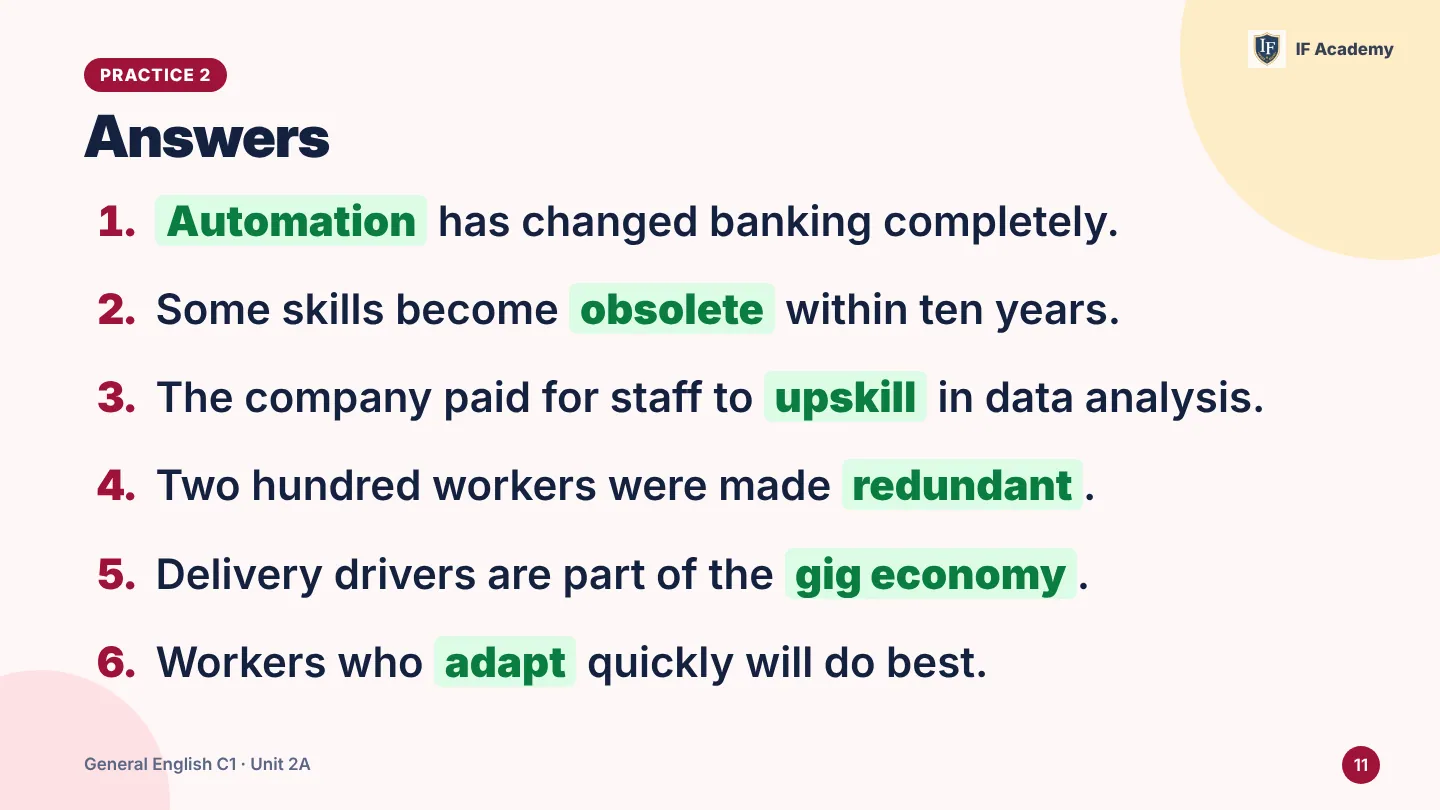 IF
IF Academy
PRACTICE 2
Answers
1. Automation has changed banking completely.
2. Some skills become obsolete within ten years.
3. The company paid for staff to upskill in data analysis.
4. Two hundred workers were made redundant.
5. Delivery drivers are part of the gig economy.
6. Workers who adapt quickly will do best.
General English C1 · Unit 2A
11